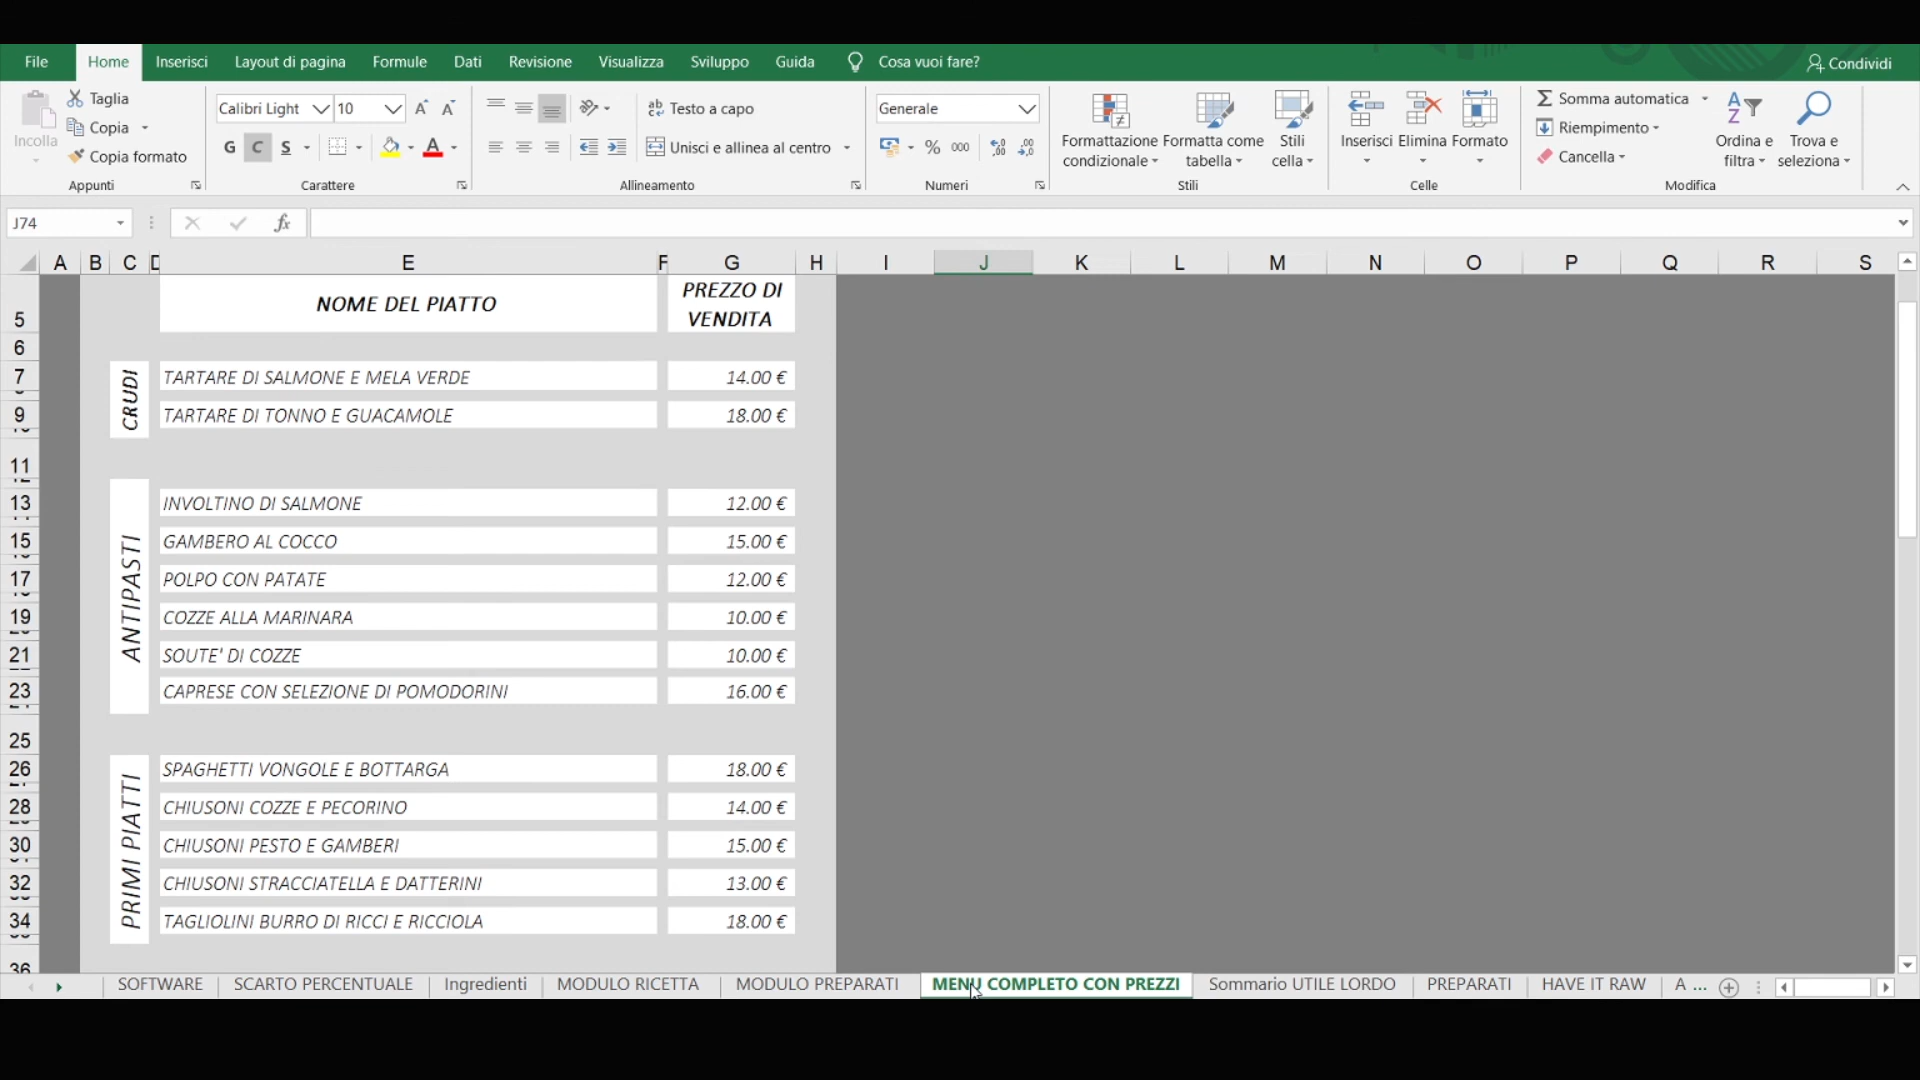 File Home Inserisci Layout di pagina Formule Dati Revisione Visualizza Sviluppo Guida Cosa vuoi fare? Condividi
Incolla Taglia
Copia
Copia formato
Appunti
Calibri Light 10
G C S
Carattere
Testo a capo
Unisci e allinea al centro
Allineamento
Generale
% 000
Numeri
Formattazione condizionale
Formatta come tabella
Stili cella
Stili
Inserisci Elimina Formato
Celle
Somma automatica
Riempimento
Cancella
Ordina e filtra
Trova e seleziona
Modifica
J74 fx
A B C D E F G H I J K L M N O P Q R S
5 NOME DEL PIATTO PREZZO DI VENDITA
6
CRUDI
7 TARTARE DI SALMONE E MELA VERDE 14.00 €
9 TARTARE DI TONNO E GUACAMOLE 18.00 €
11
ANTIPASTI
13 INVOLTINO DI SALMONE 12.00 €
15 GAMBERO AL COCCO 15.00 €
17 POLPO CON PATATE 12.00 €
19 COZZE ALLA MARINARA 10.00 €
21 SOUTE' DI COZZE 10.00 €
23 CAPRESE CON SELEZIONE DI POMODORINI 16.00 €
25
PRIMI PIATTI
26 SPAGHETTI VONGOLE E BOTTARGA 18.00 €
28 CHIUSONI COZZE E PECORINO 14.00 €
30 CHIUSONI PESTO E GAMBERI 15.00 €
32 CHIUSONI STRACCIATELLA E DATTERINI 13.00 €
34 TAGLIOLINI BURRO DI RICCI E RICCIOLA 18.00 €
36
SOFTWARE SCARTO PERCENTUALE Ingredienti MODULO RICETTA MODULO PREPARATI MENU COMPLETO CON PREZZI Sommario UTILE LORDO PREPARATI HAVE IT RAW A ...